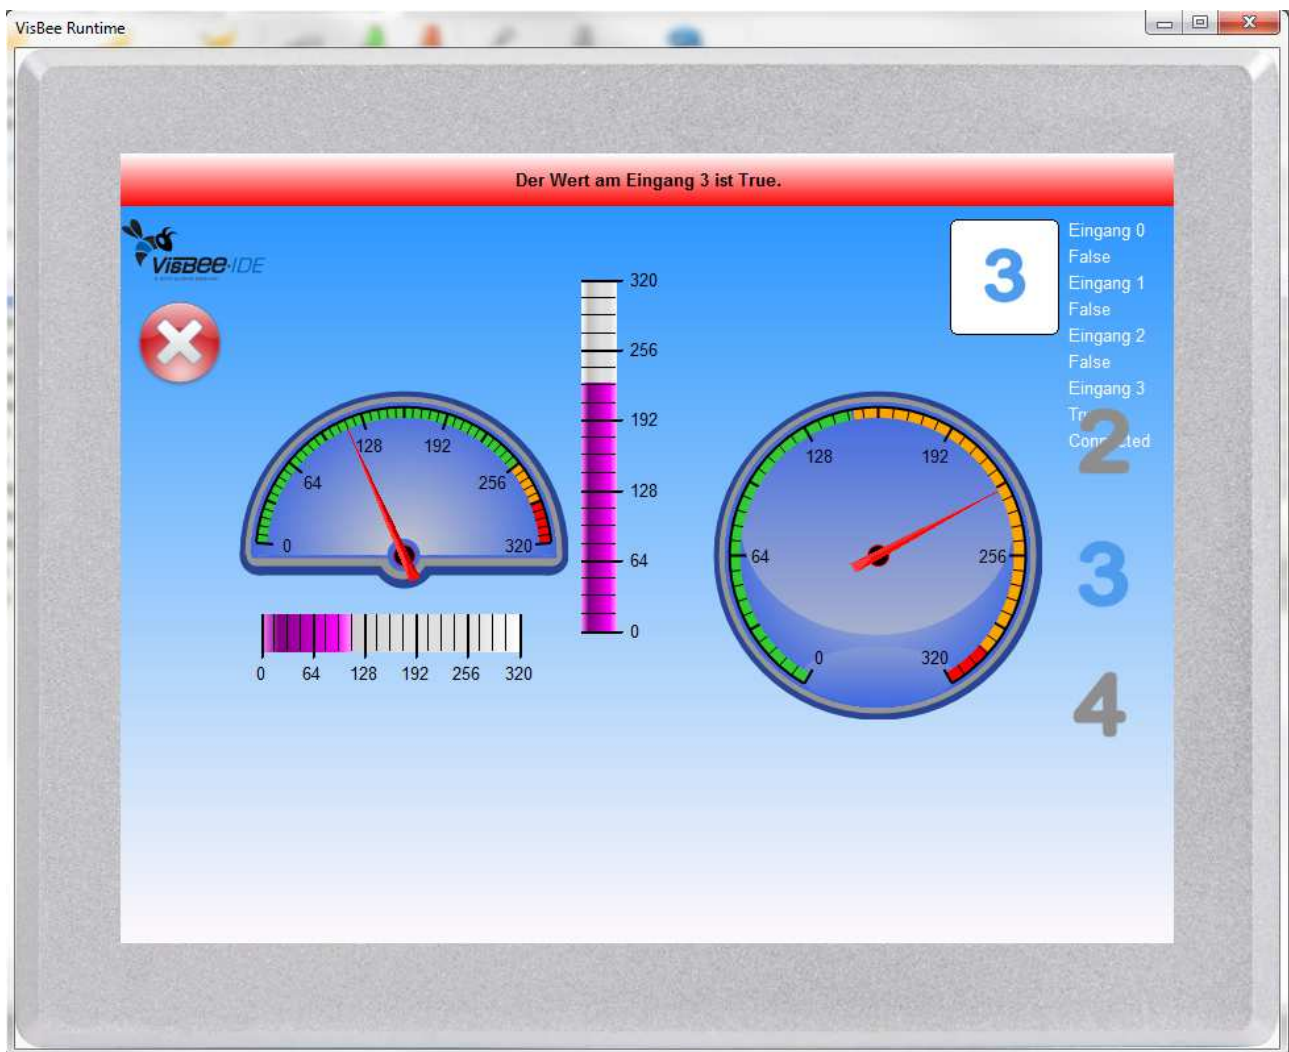 VisBee Runtime
Der Wert am Eingang 3 ist True.
VisBee-IDE
3
Eingang 0
False
Eingang 1
False
Eingang 2
False
Eingang 3
2
3
4
0
64
128
192
256
320
0
64
128
192
256
320
320
256
192
128
64
0
0
64
128
192
256
320